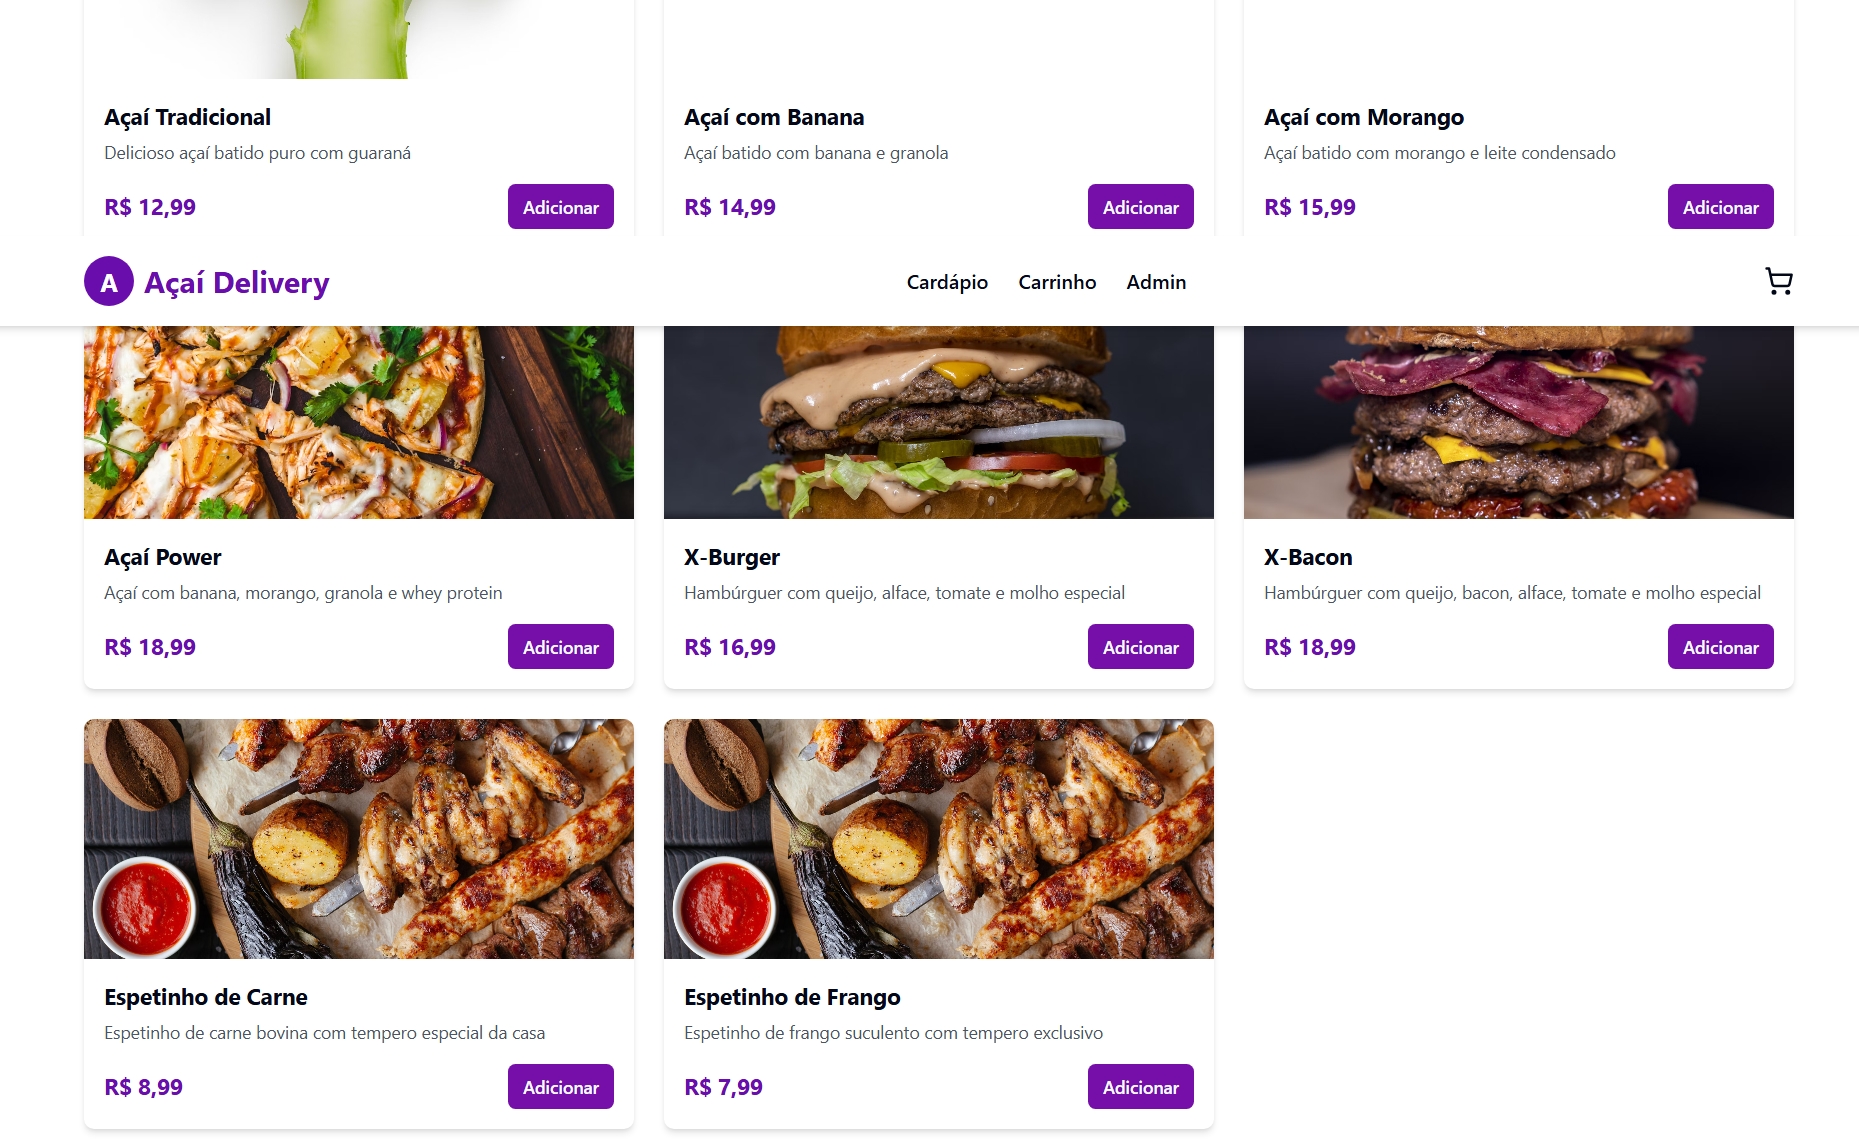 Açaí Tradicional
Delicioso açaí batido puro com guaraná
R$ 12,99
Adicionar
Açaí com Banana
Açaí batido com banana e granola
R$ 14,99
Adicionar
Açaí com Morango
Açaí batido com morango e leite condensado
R$ 15,99
Adicionar
A Açaí Delivery
Cardápio Carrinho Admin
Açaí Power
Açaí com banana, morango, granola e whey protein
R$ 18,99
Adicionar
X-Burger
Hambúrguer com queijo, alface, tomate e molho especial
R$ 16,99
Adicionar
X-Bacon
Hambúrguer com queijo, bacon, alface, tomate e molho especial
R$ 18,99
Adicionar
Espetinho de Carne
Espetinho de carne bovina com tempero especial da casa
R$ 8,99
Adicionar
Espetinho de Frango
Espetinho de frango suculento com tempero exclusivo
R$ 7,99
Adicionar